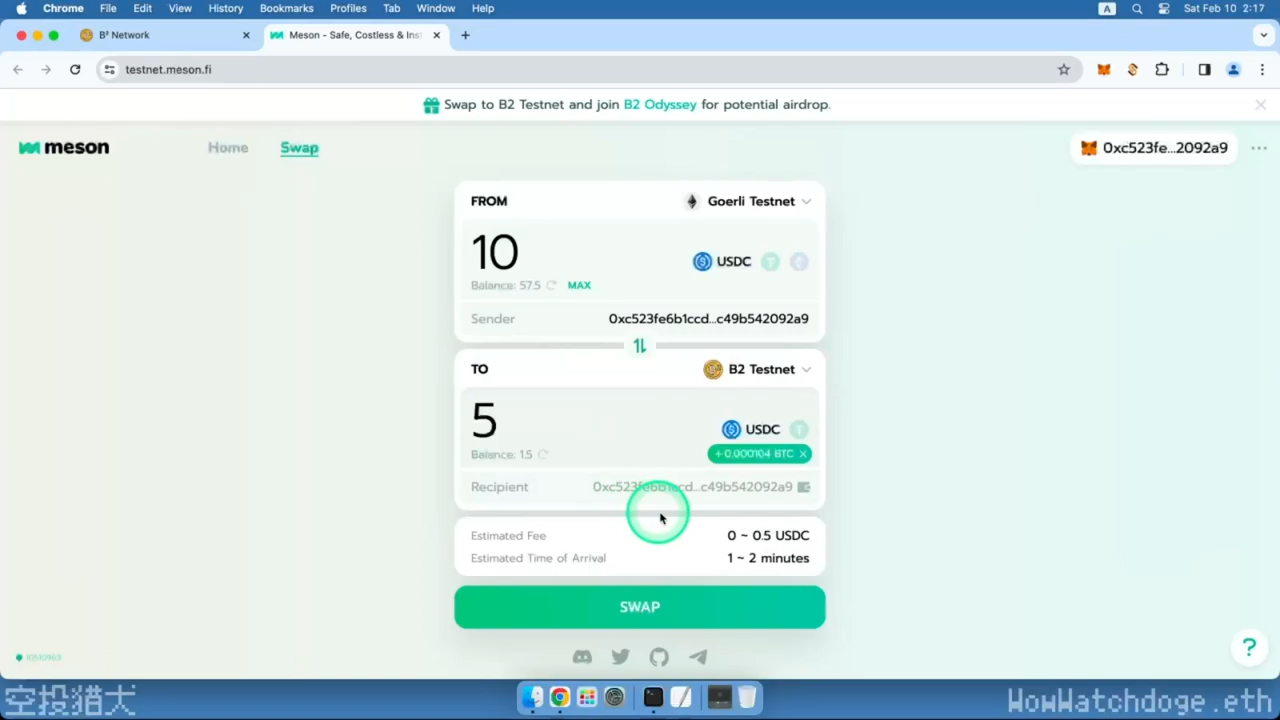 Chrome File Edit View History Bookmarks Profiles Tab Window Help A Sat Feb 10 2:17
B² Network Meson - Safe, Costless & Ins
testnet.meson.fi
Swap to B2 Testnet and join B2 Odyssey for potential airdrop.
meson Home Swap 0xc523fe...2092a9
FROM Goerli Testnet
10 USDC
Balance: 57.5 MAX
Sender 0xc523fe6b1ccd...c49b542092a9
TO B2 Testnet
5 USDC
Balance: 1.5 +0.000104 BTC
Recipient 0xc523fe6b1ccd...c49b542092a9
Estimated Fee 0 ~ 0.5 USDC
Estimated Time of Arrival 1 ~ 2 minutes
SWAP
?
空投猎犬 WowWatchdoge.eth